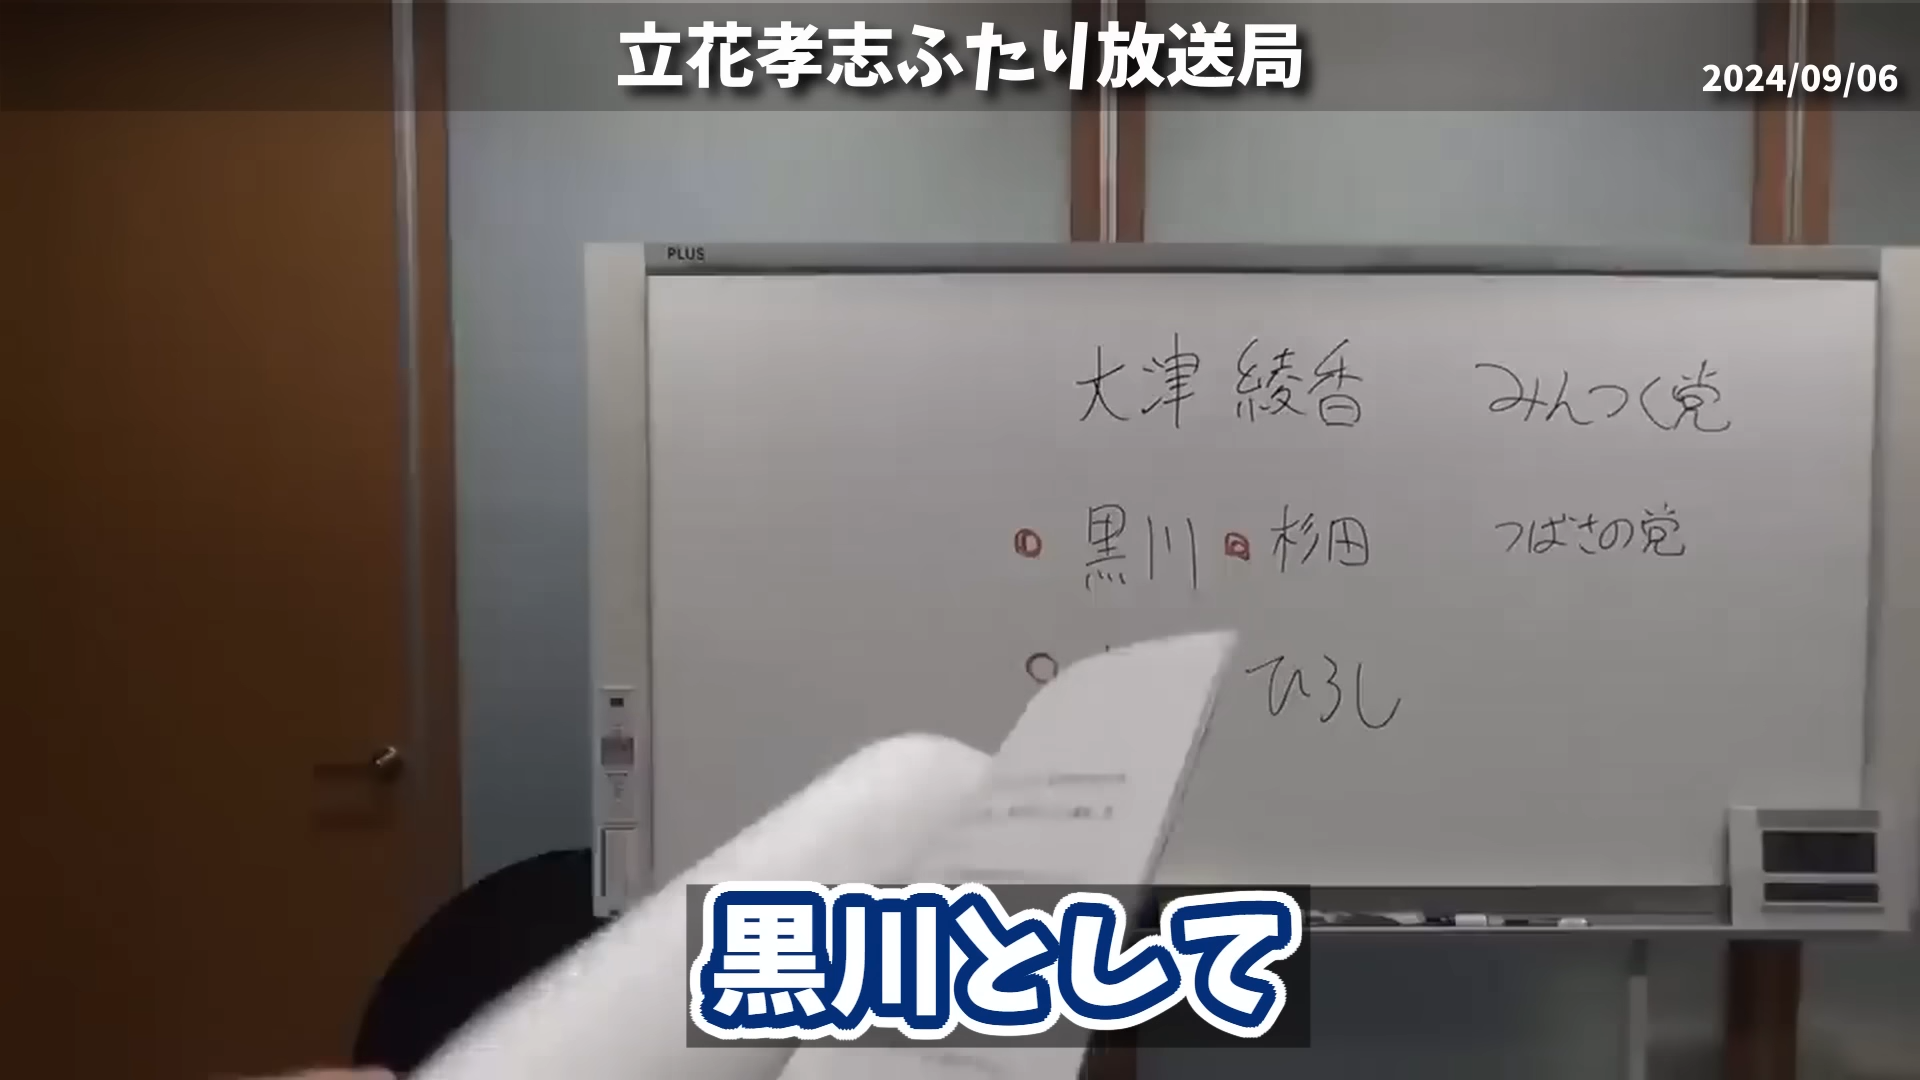 立花孝志ふたり放送局
2024/09/06
PLUS
大津 綾香 みんつく党
黒川 杉田 つばさの党
ひろし
黒川として